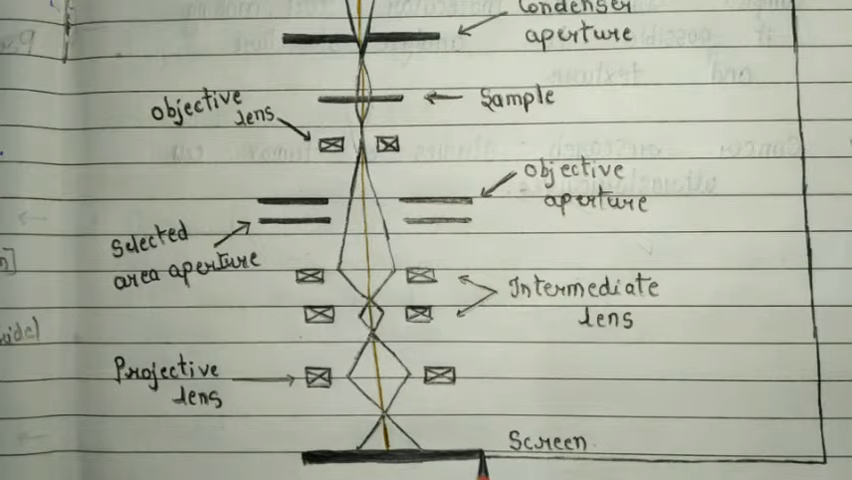 Condenser
aperture
Sample
Objective
lens
Objective
aperture
Selected
area aperture
Intermediate
lens
Projective
lens
Screen